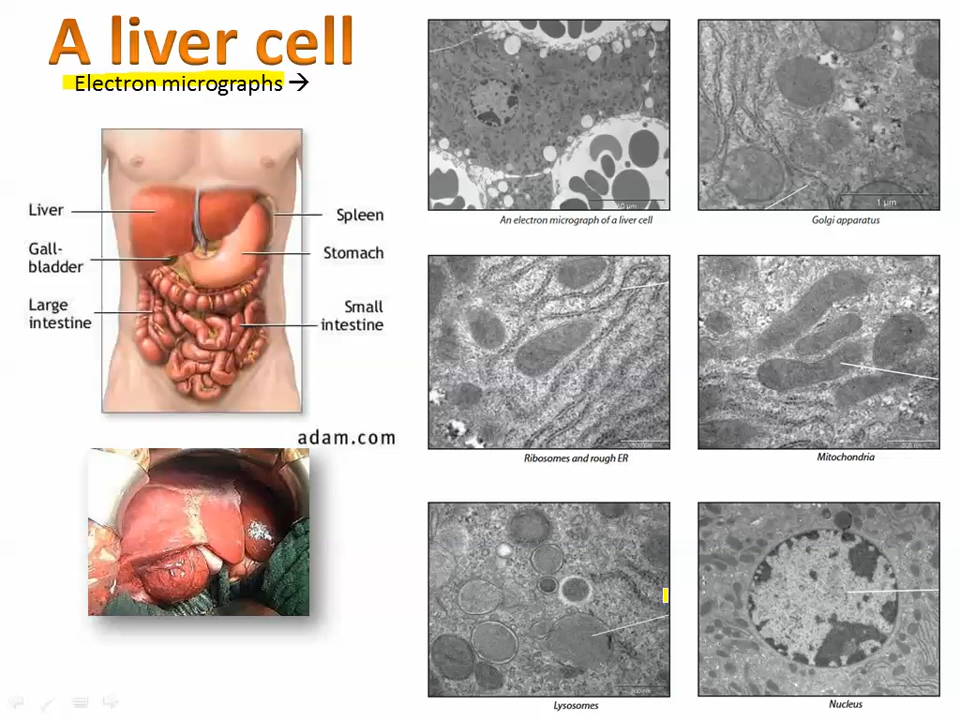 A liver cell
Electron micrographs →
Liver
Gall-
bladder
Large
intestine
Spleen
Stomach
Small
intestine
adam.com
An electron micrograph of a liver cell
1 μm
Golgi apparatus
Ribosomes and rough ER
Mitochondria
Lysosomes
Nucleus